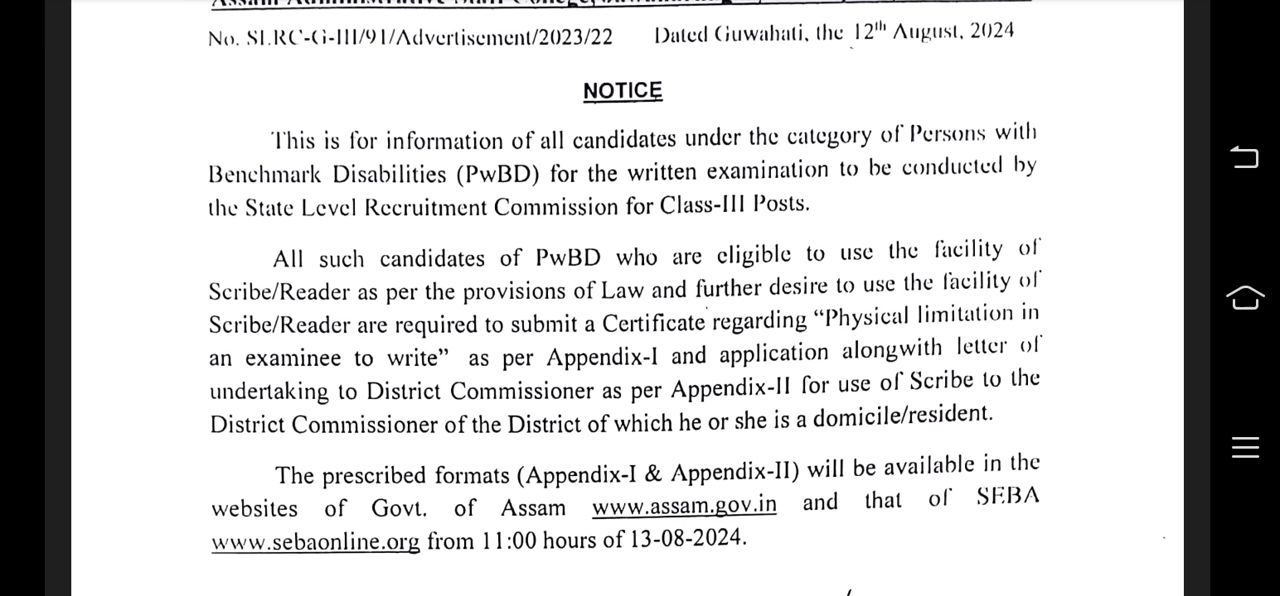 No. SLRC-G-III/91/Advertisement/2023/22 Dated Guwahati, the 12th August, 2024
NOTICE
This is for information of all candidates under the category of Persons with
Benchmark Disabilities (PwBD) for the written examination to be conducted by
the State Level Recruitment Commission for Class-III Posts.
All such candidates of PwBD who are eligible to use the facility of
Scribe/Reader as per the provisions of Law and further desire to use the facility of
Scribe/Reader are required to submit a Certificate regarding “Physical limitation in
an examinee to write” as per Appendix-I and application alongwith letter of
undertaking to District Commissioner as per Appendix-II for use of Scribe to the
District Commissioner of the District of which he or she is a domicile/resident.
The prescribed formats (Appendix-I & Appendix-II) will be available in the
websites of Govt. of Assam www.assam.gov.in and that of SEBA
www.sebaonline.org from 11:00 hours of 13-08-2024.